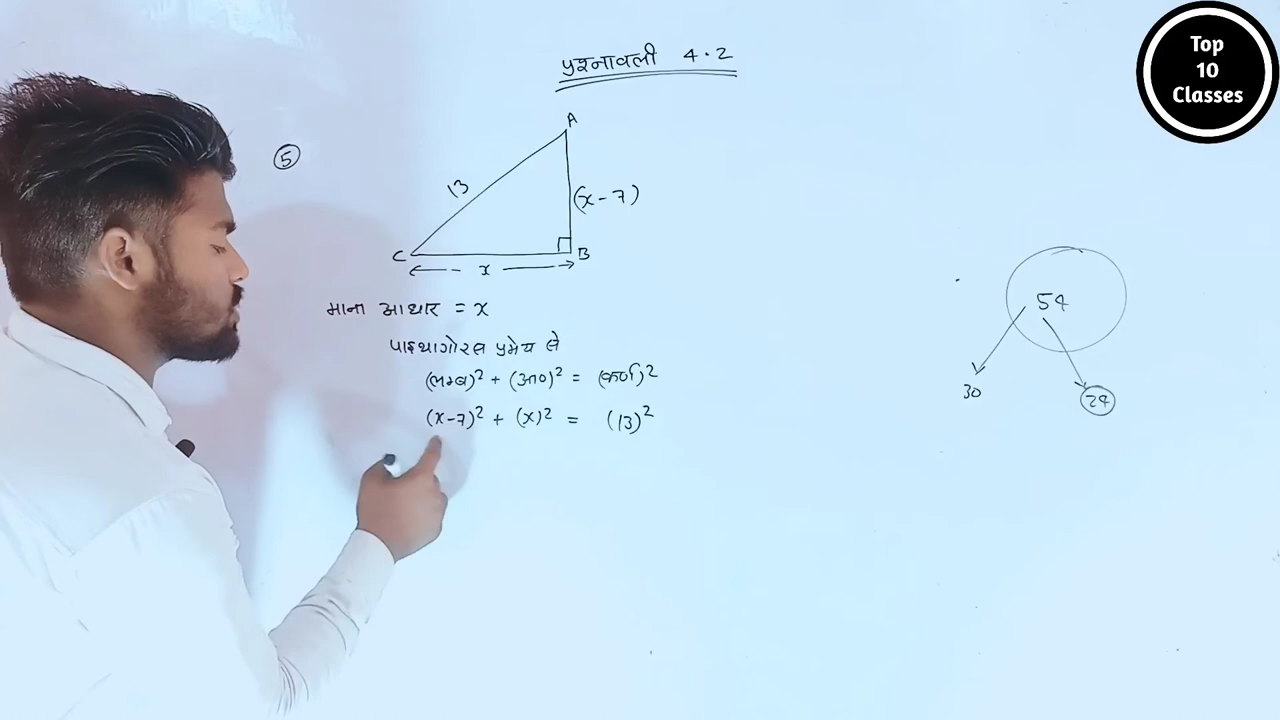 प्रश्नावली 4.2
Top
10
Classes
⑤
A
13
(x-7)
C
B
x
माना आधार = x
पाइथागोरस प्रमेय से
(लम्ब)² + (आ०)² = (कर्ण)²
(x-7)² + (x)² = (13)²
54
30
24